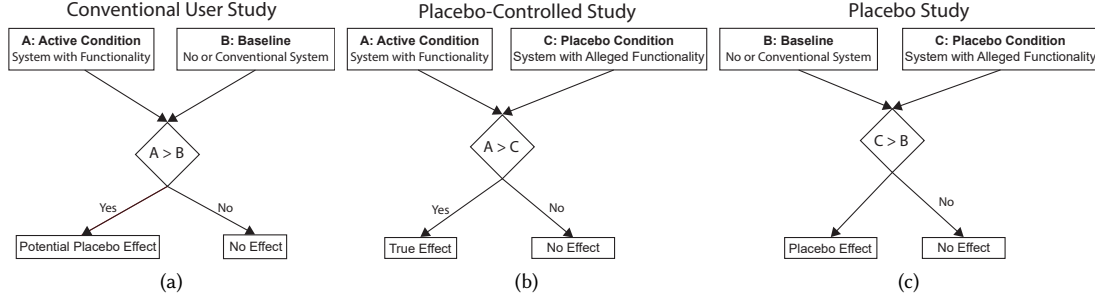 Conventional User Study
A: Active Condition
System with Functionality
B: Baseline
No or Conventional System
A > B
Yes
No
Potential Placebo Effect
No Effect
(a)
Placebo-Controlled Study
A: Active Condition
System with Functionality
C: Placebo Condition
System with Alleged Functionality
A > C
Yes
No
True Effect
No Effect
(b)
Placebo Study
B: Baseline
No or Conventional System
C: Placebo Condition
System with Alleged Functionality
C > B
No
Placebo Effect
No Effect
(c)